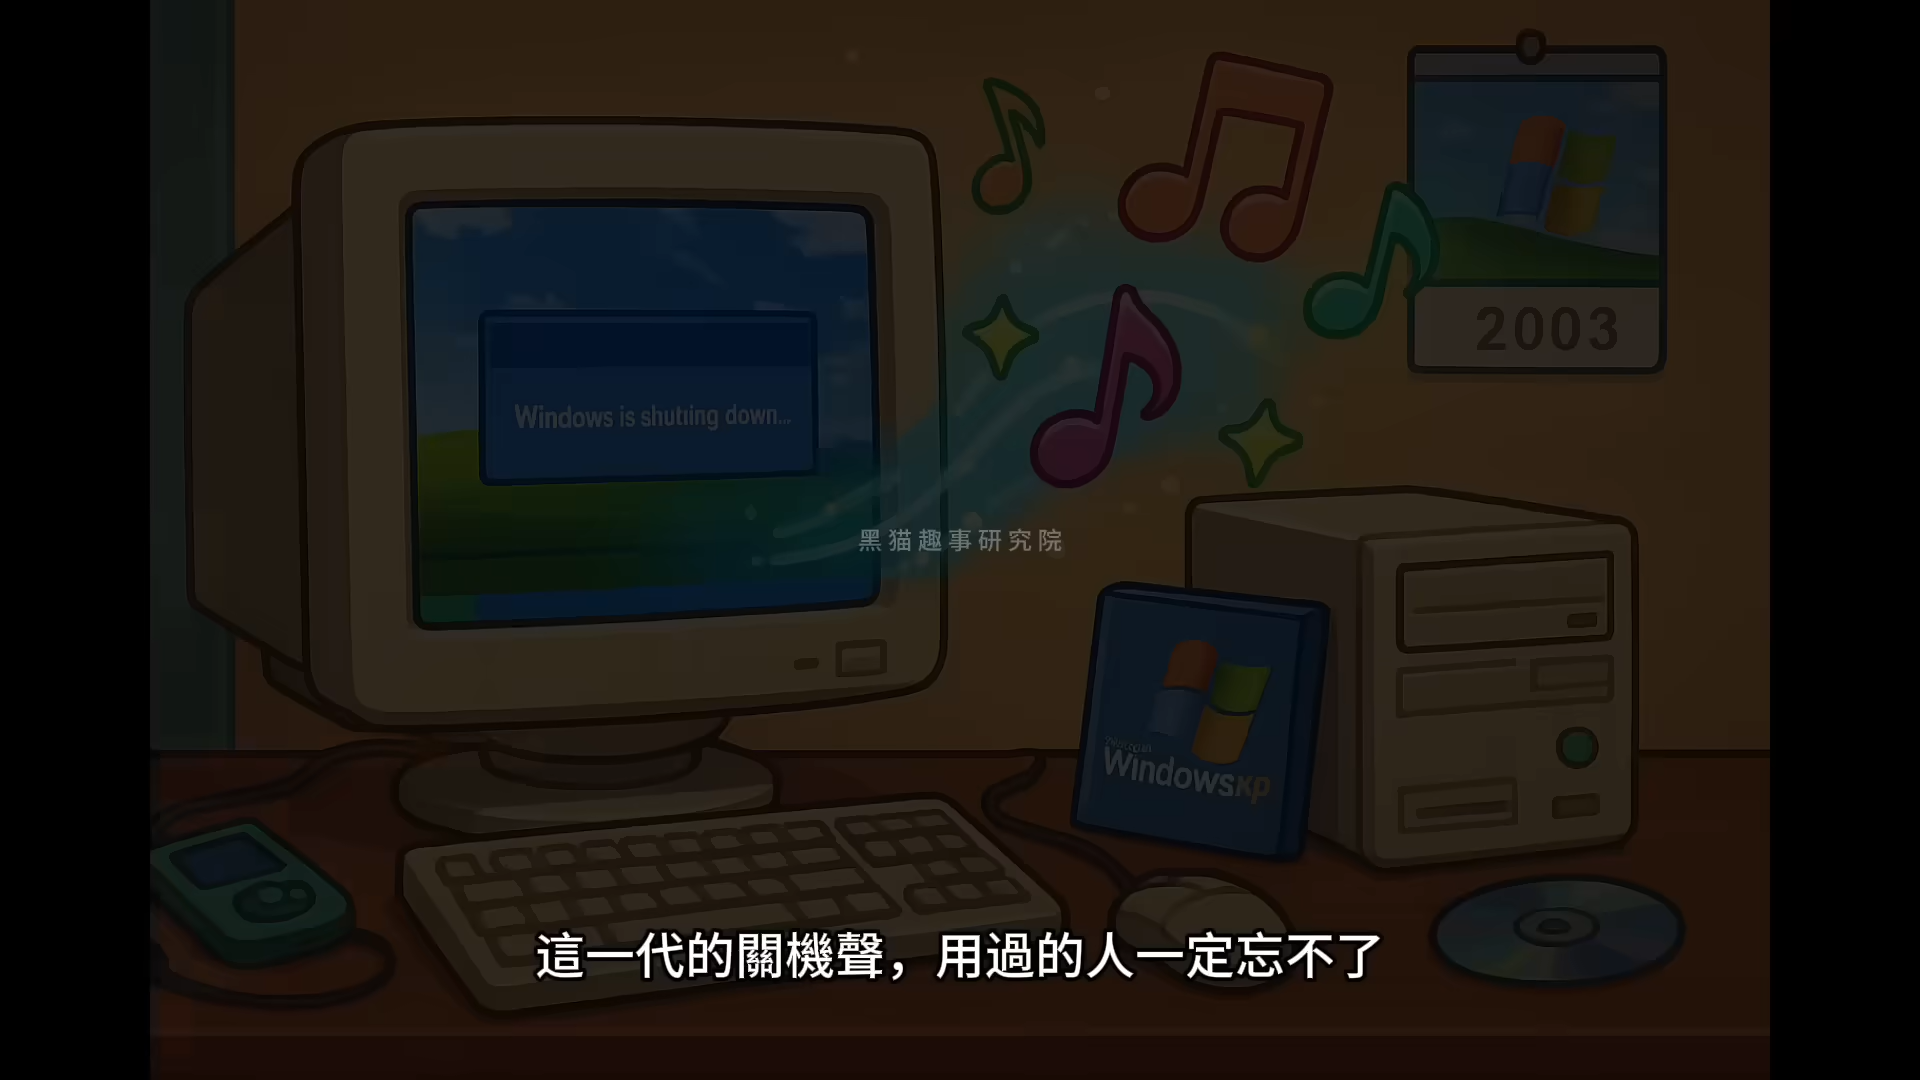 2003
Windows is shutting down...
黑猫趣事研究院
Windows xp
這一代的關機聲，用過的人一定忘不了